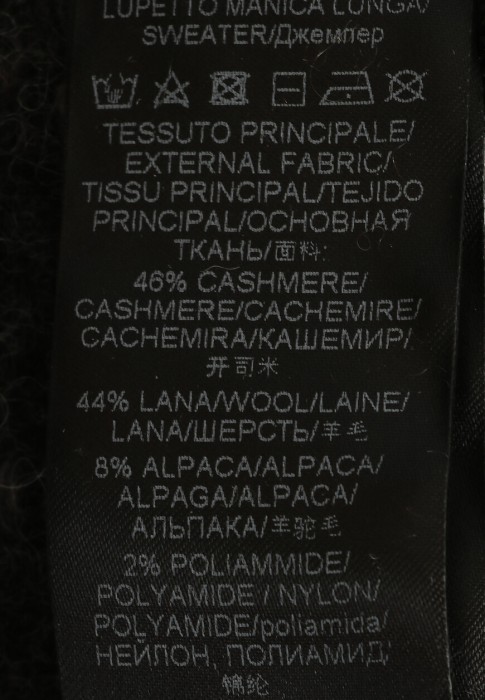 LUPETTO MANICA LUNGA/
SWEATER/Джемпер
TESSUTO PRINCIPALE/
EXTERNAL FABRIC/
TISSU PRINCIPAL/TEJIDO
PRINCIPAL/ОСНОВНАЯ
ТКАНЬ/面料:
46% CASHMERE/
CASHMERE/CACHEMIRE/
CACHEMIRA/КАШЕМИР/
开司米
44% LANA/WOOL/LAINE/
LANA/ШЕРСТЬ/羊毛
8% ALPACA/ALPACA/
ALPAGA/ALPACA/
АЛЬПАКА/羊驼毛
2% POLIAMMIDE/
POLYAMIDE / NYLON/
POLYAMIDE/poliamida/
НЕЙЛОН, ПОЛИАМИД/
锦纶